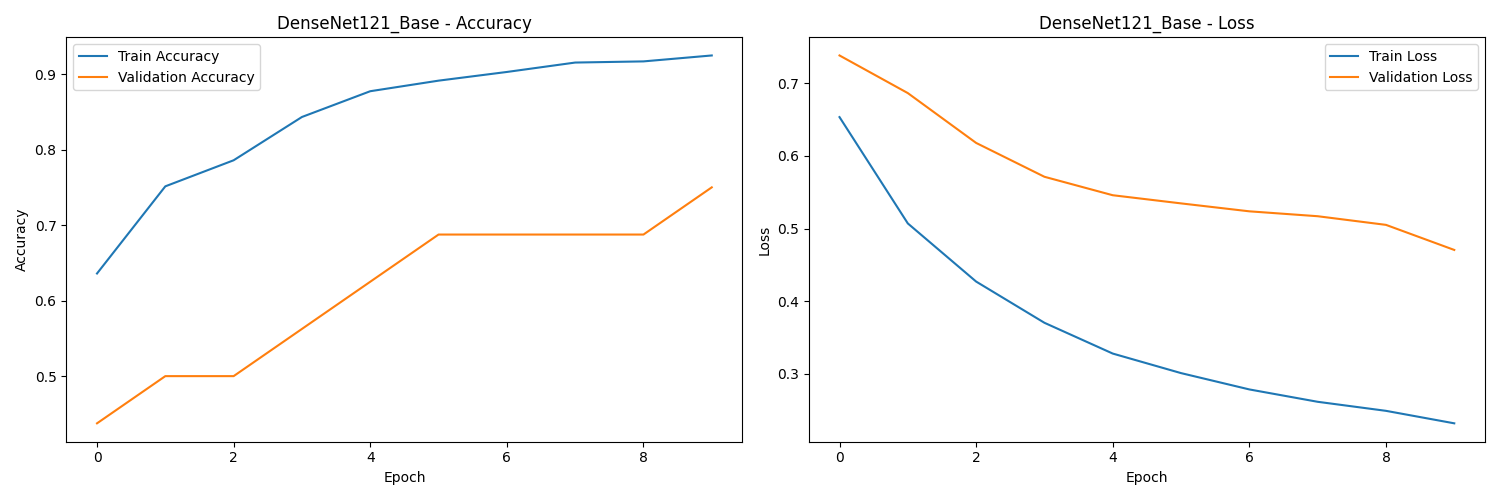 DenseNet121_Base - Accuracy
Train Accuracy
Validation Accuracy
Accuracy
0.9
0.8
0.7
0.6
0.5
0 2 4 6 8
Epoch
DenseNet121_Base - Loss
Train Loss
Validation Loss
Loss
0.7
0.6
0.5
0.4
0.3
0 2 4 6 8
Epoch